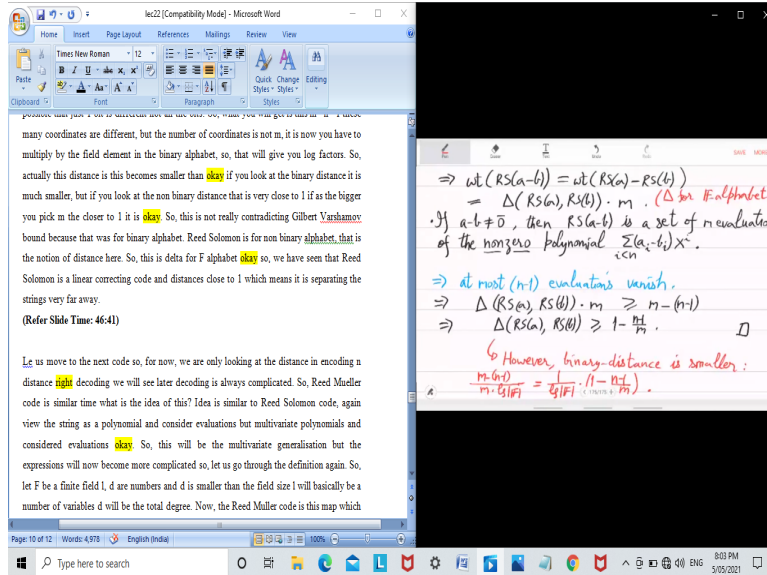 lec22 [Compatibility Mode] - Microsoft Word
Home Insert Page Layout References Mailings Review View
Times New Roman 12
Paste
B I U abe x, x² Aa A A
Quick Styles Change Styles Editing
Clipboard Font Paragraph Styles
many coordinates are different, but the number of coordinates is not m, it is now you have to
multiply by the field element in the binary alphabet, so, that will give you log factors. So,
actually this distance is this becomes smaller than okay if you look at the binary distance it is
much smaller, but if you look at the non binary distance that is very close to 1 if as the bigger
you pick m the closer to 1 it is okay. So, this is not really contradicting Gilbert Varshamov
bound because that was for binary alphabet. Reed Solomon is for non binary alphabet, that is
the notion of distance here. So, this is delta for F alphabet okay so, we have seen that Reed
Solomon is a linear correcting code and distances close to 1 which means it is separating the
strings very far away.
(Refer Slide Time: 46:41)
Le us move to the next code so, for now, we are only looking at the distance in encoding n
distance right decoding we will see later decoding is always complicated. So, Reed Mueller
code is similar time what is the idea of this? Idea is similar to Reed Solomon code, again
view the string as a polynomial and consider evaluations but multivariate polynomials and
considered evaluations okay. So, this will be the multivariate generalisation but the
expressions will now become more complicated so, let us go through the definition again. So,
let F be a finite field l, d are numbers and d is smaller than the field size l will basically be a
number of variables d will be the total degree. Now, the Reed Muller code is this map which
Page: 10 of 12 Words: 4,978 English (India) 100%
SAVE MORE
⇒ wt(RS(a-b)) = wt(RS(a) - RS(b))
= Δ(RS(a), RS(b)) · m. (Δ for F-alphabet
· If a-b ≠ 0̄, then RS(a-b) is a set of m evaluatio
of the nonzero polynomial Σ_{i<n} (a_i - b_i) x^i.
⇒ at most (n-1) evaluations vanish.
⇒ Δ(RS(a), RS(b)) · m ≥ m - (n-1)
⇒ Δ(RS(a), RS(b)) ≥ 1 - (n-1)/m. □
↳ However, binary-distance is smaller:
(m-(n-1))/(m·lg|F|) = 1/lg|F| · (1 - (n-1)/m).
175/175
Type here to search
ENG
8:03 PM
5/05/2021